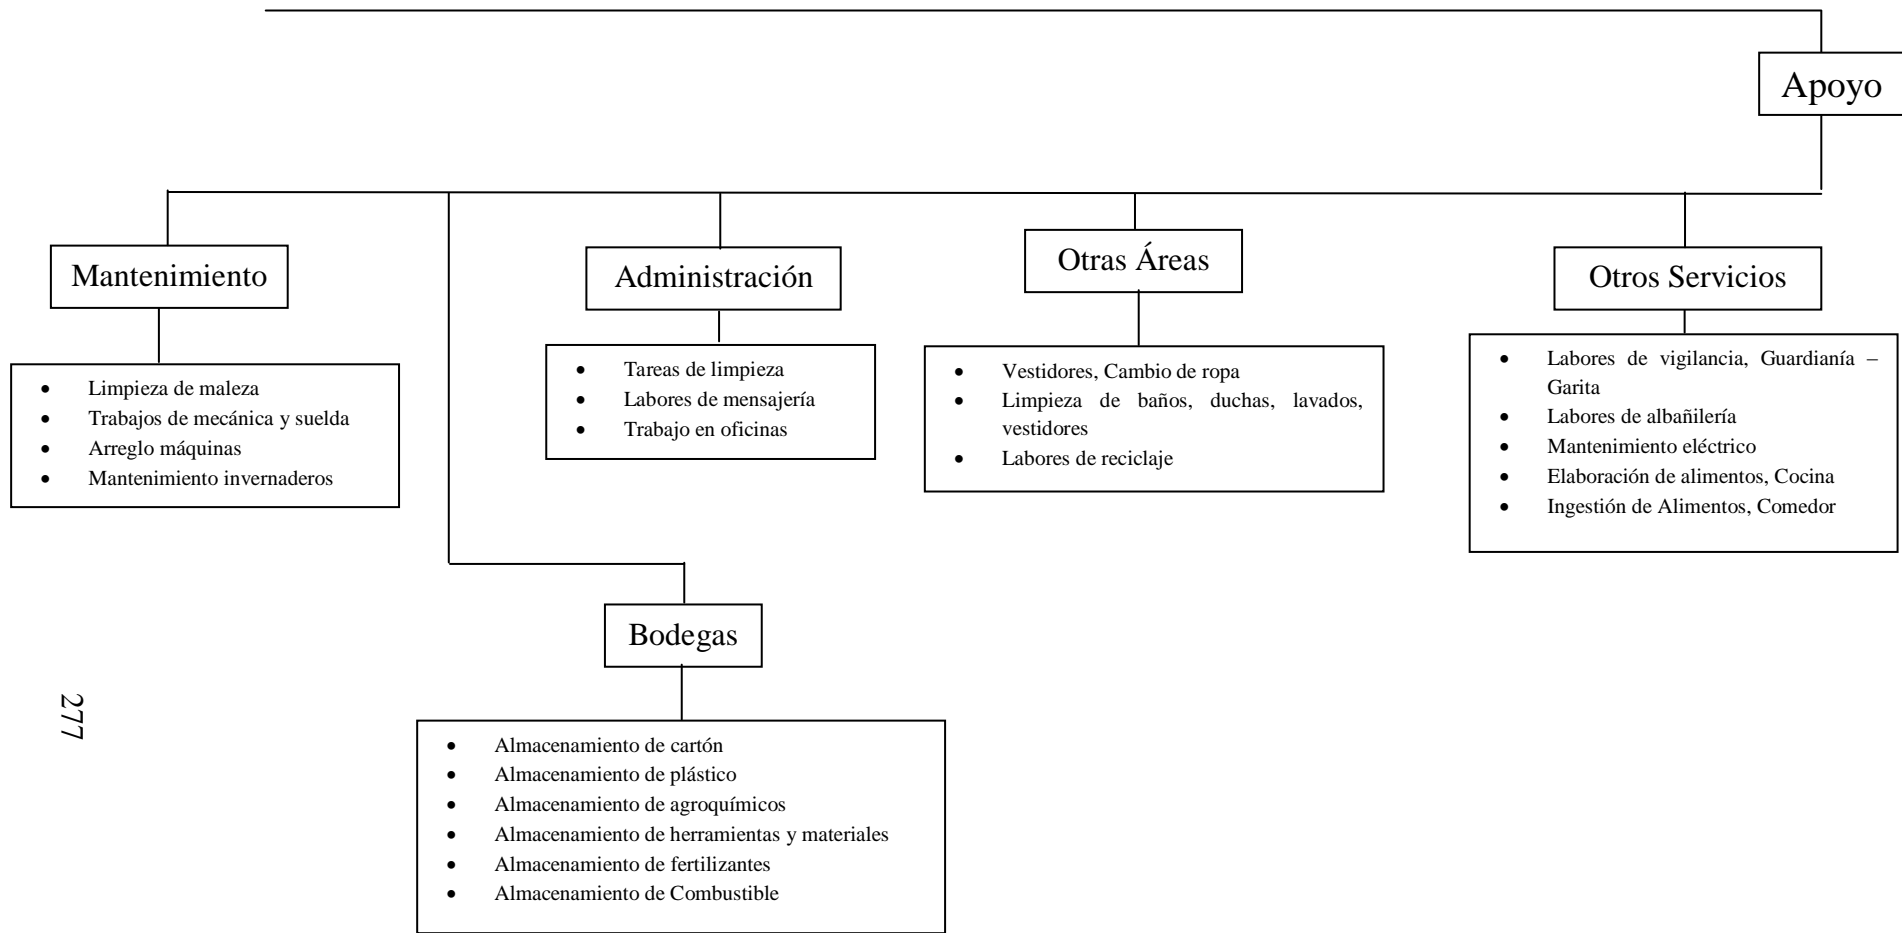 Apoyo
Mantenimiento
• Limpieza de maleza
• Trabajos de mecánica y suelda
• Arreglo máquinas
• Mantenimiento invernaderos
Administración
• Tareas de limpieza
• Labores de mensajería
• Trabajo en oficinas
Otras Áreas
• Vestidores, Cambio de ropa
• Limpieza de baños, duchas, lavados,
vestidores
• Labores de reciclaje
Otros Servicios
• Labores de vigilancia, Guardianía –
Garita
• Labores de albañilería
• Mantenimiento eléctrico
• Elaboración de alimentos, Cocina
• Ingestión de Alimentos, Comedor
Bodegas
• Almacenamiento de cartón
• Almacenamiento de plástico
• Almacenamiento de agroquímicos
• Almacenamiento de herramientas y materiales
• Almacenamiento de fertilizantes
• Almacenamiento de Combustible
277